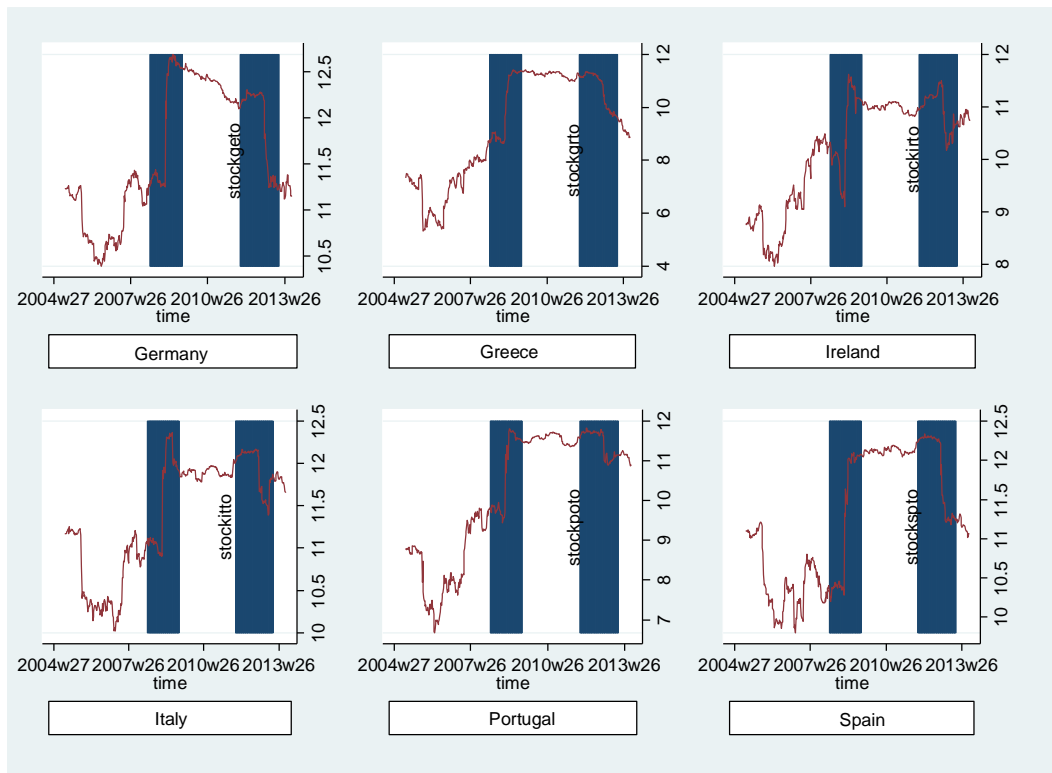 stockgeto
10.5 11 11.5 12 12.5
2004w27 2007w26 2010w26 2013w26
time
Germany
stockgrto
4 6 8 10 12
2004w27 2007w26 2010w26 2013w26
time
Greece
stockirto
8 9 10 11 12
2004w27 2007w26 2010w26 2013w26
time
Ireland
stockitto
10 10.5 11 11.5 12 12.5
2004w27 2007w26 2010w26 2013w26
time
Italy
stockpoto
7 8 9 10 11 12
2004w27 2007w26 2010w26 2013w26
time
Portugal
stockspto
10 10.5 11 11.5 12 12.5
2004w27 2007w26 2010w26 2013w26
time
Spain